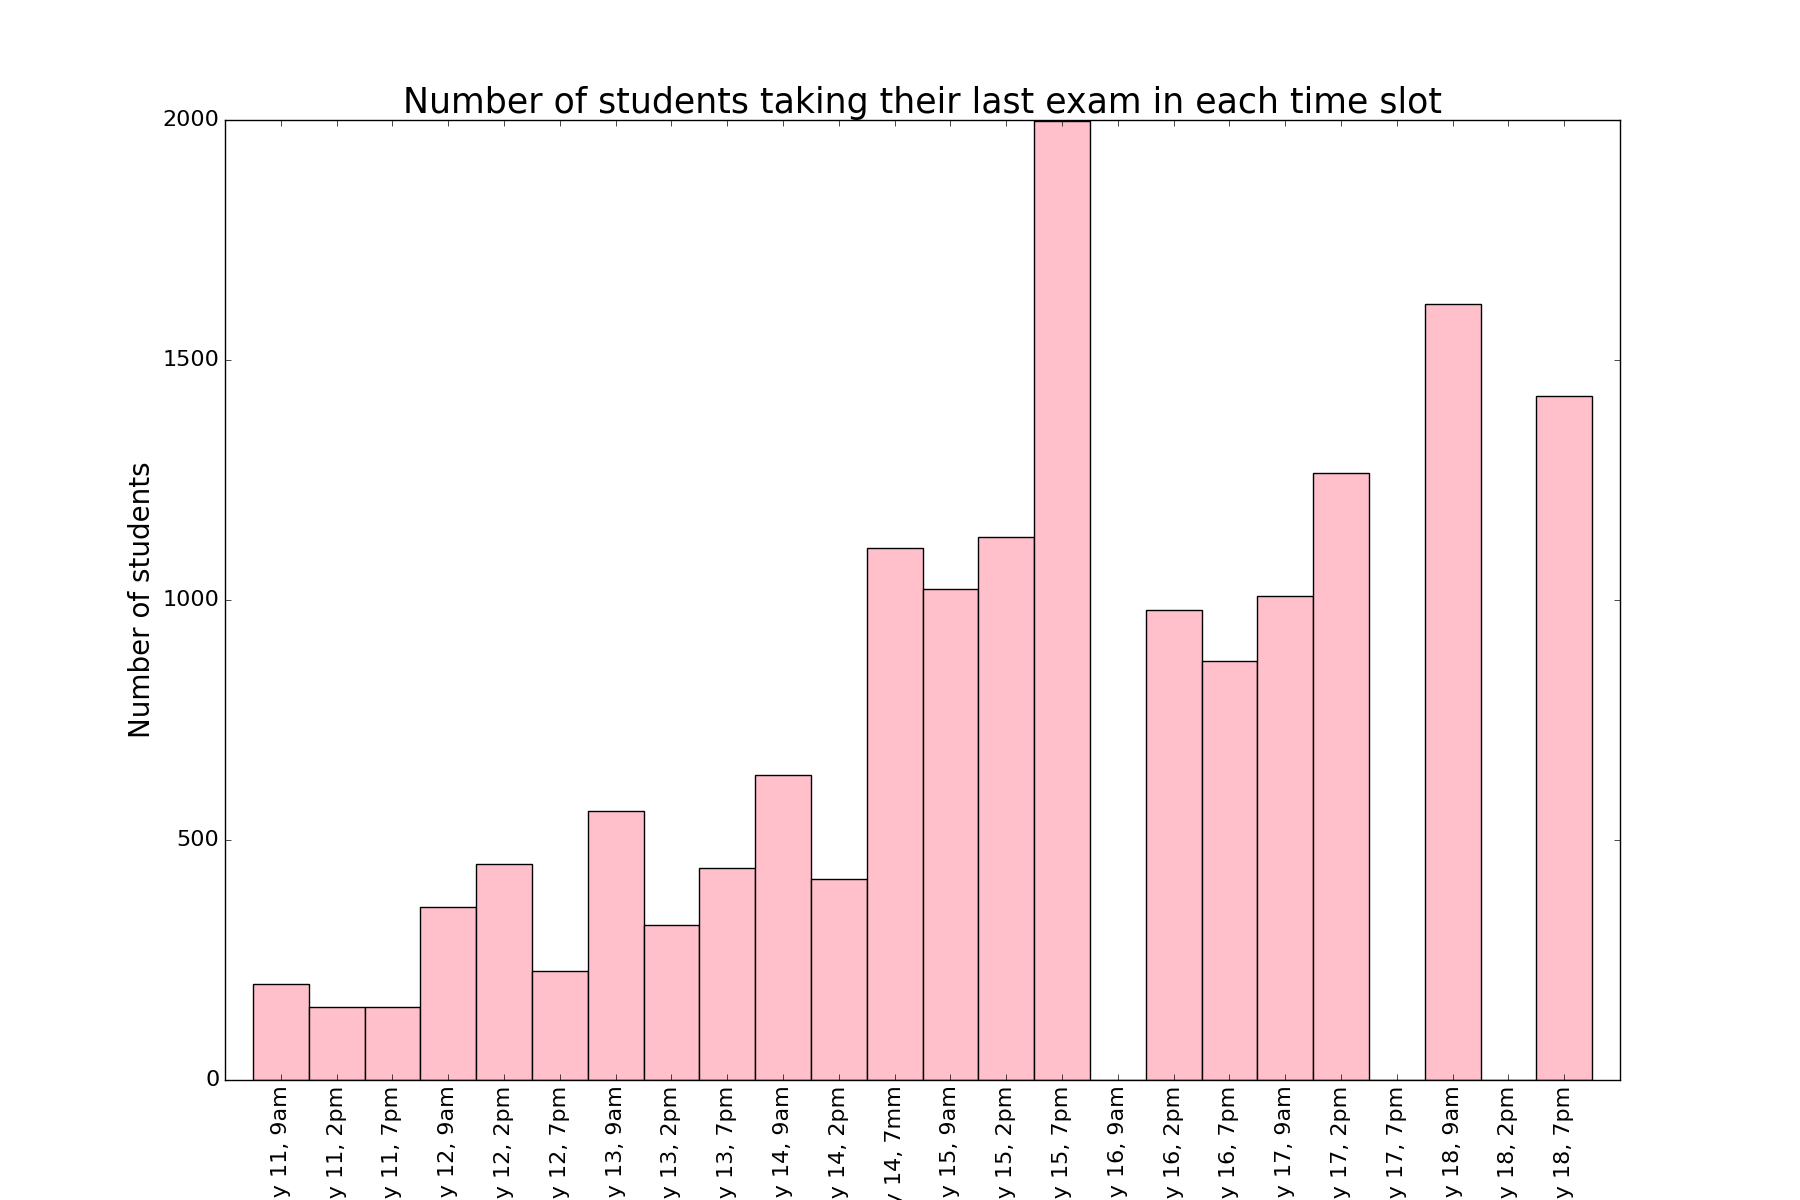 Number of students taking their last exam in each time slot
2000
1500
1000
500
0
Number of students
y 11, 9am
y 11, 2pm
y 11, 7pm
y 12, 9am
y 12, 2pm
y 12, 7pm
y 13, 9am
y 13, 2pm
y 13, 7pm
y 14, 9am
y 14, 2pm
y 14, 7mm
y 15, 9am
y 15, 2pm
y 15, 7pm
y 16, 9am
y 16, 2pm
y 16, 7pm
y 17, 9am
y 17, 2pm
y 17, 7pm
y 18, 9am
y 18, 2pm
y 18, 7pm